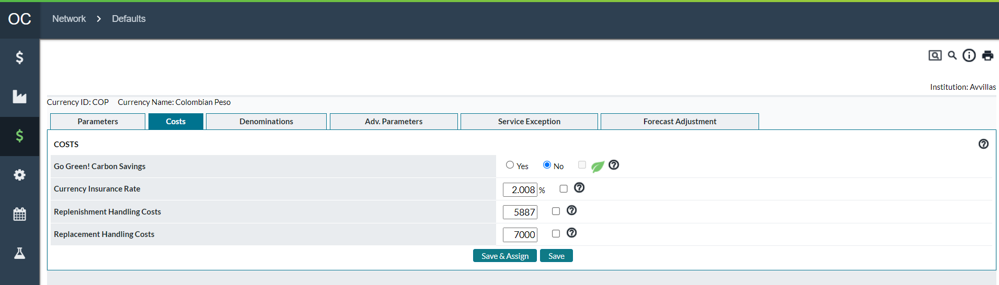 OC Network > Defaults
Institution: Avvillas
Currency ID: COP Currency Name: Colombian Peso
Parameters Costs Denominations Adv. Parameters Service Exception Forecast Adjustment
COSTS
Go Green! Carbon Savings Yes No
Currency Insurance Rate 2.008 %
Replenishment Handling Costs 5887
Replacement Handling Costs 7000
Save & Assign Save